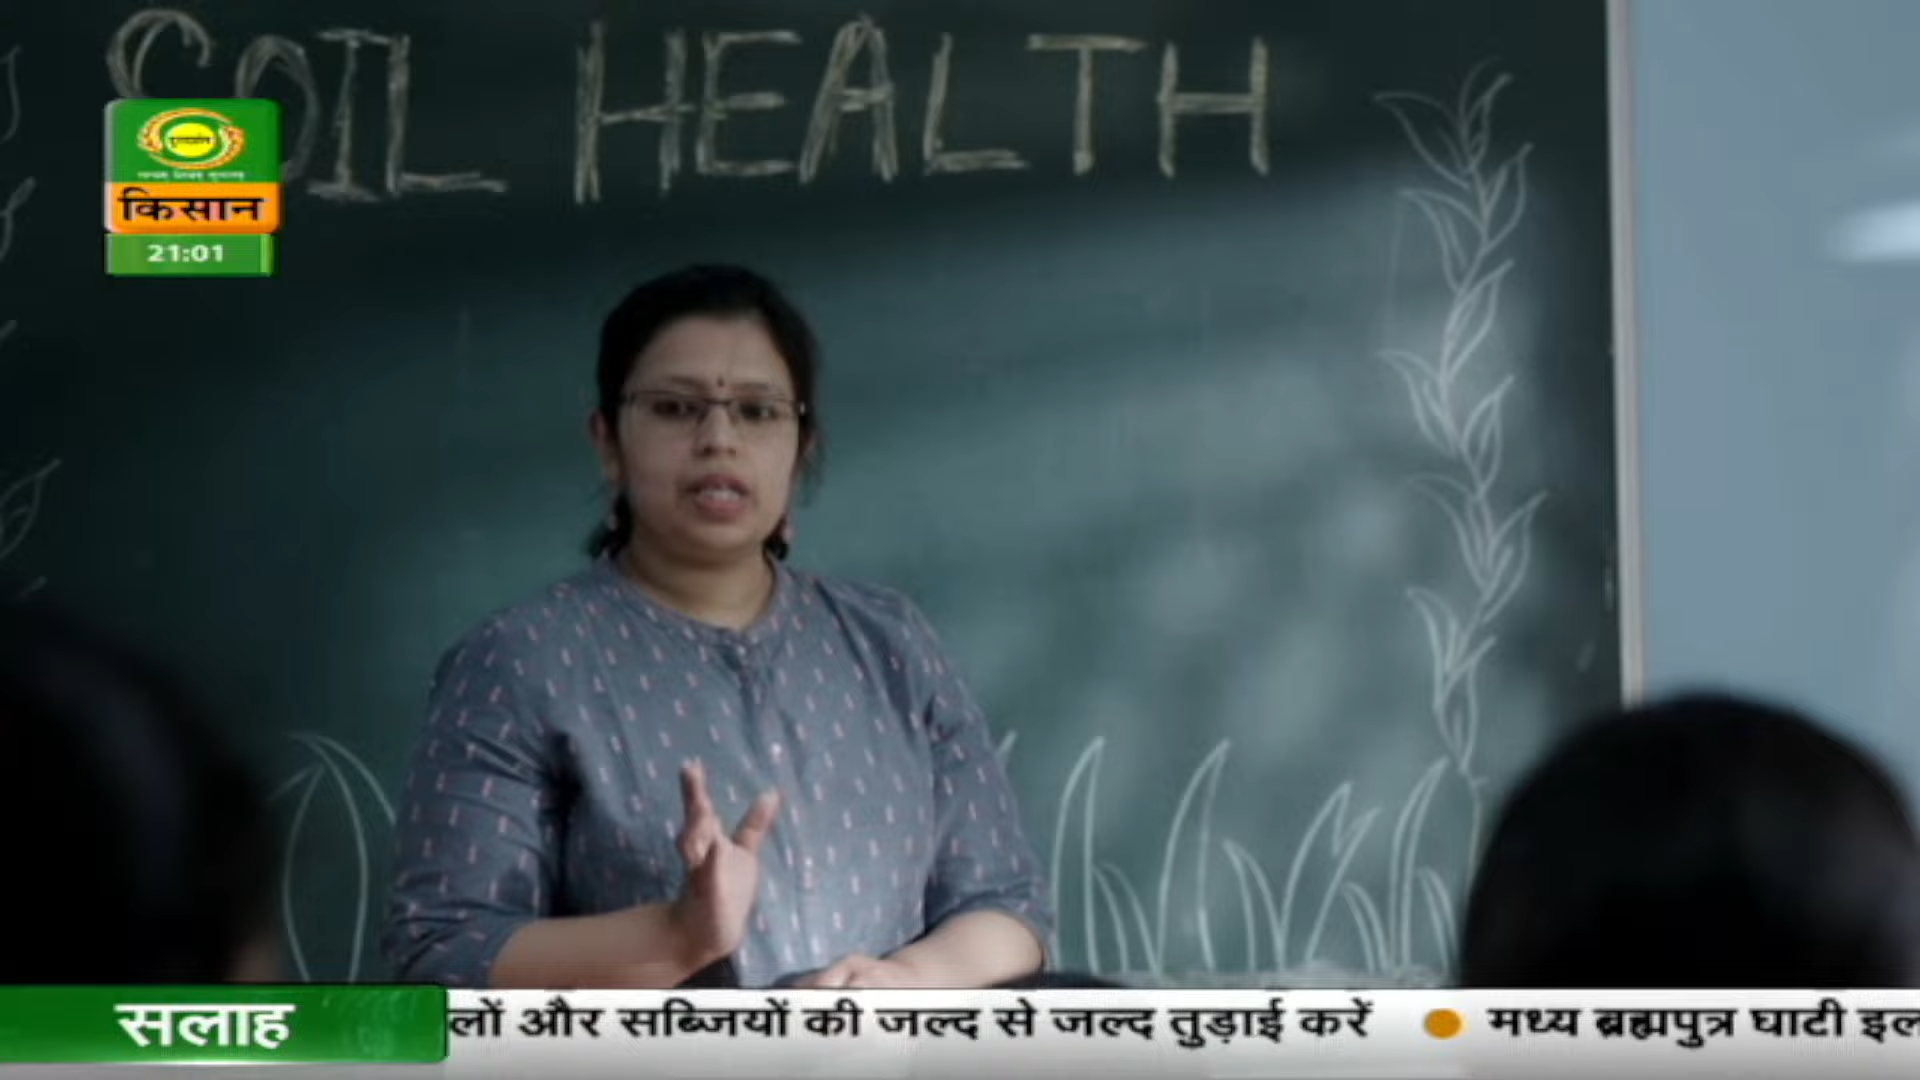 SOIL HEALTH
किसान
21:01
सलाह
लों और सब्जियों की जल्द से जल्द तुड़ाई करें
मध्य ब्रह्मपुत्र घाटी इल